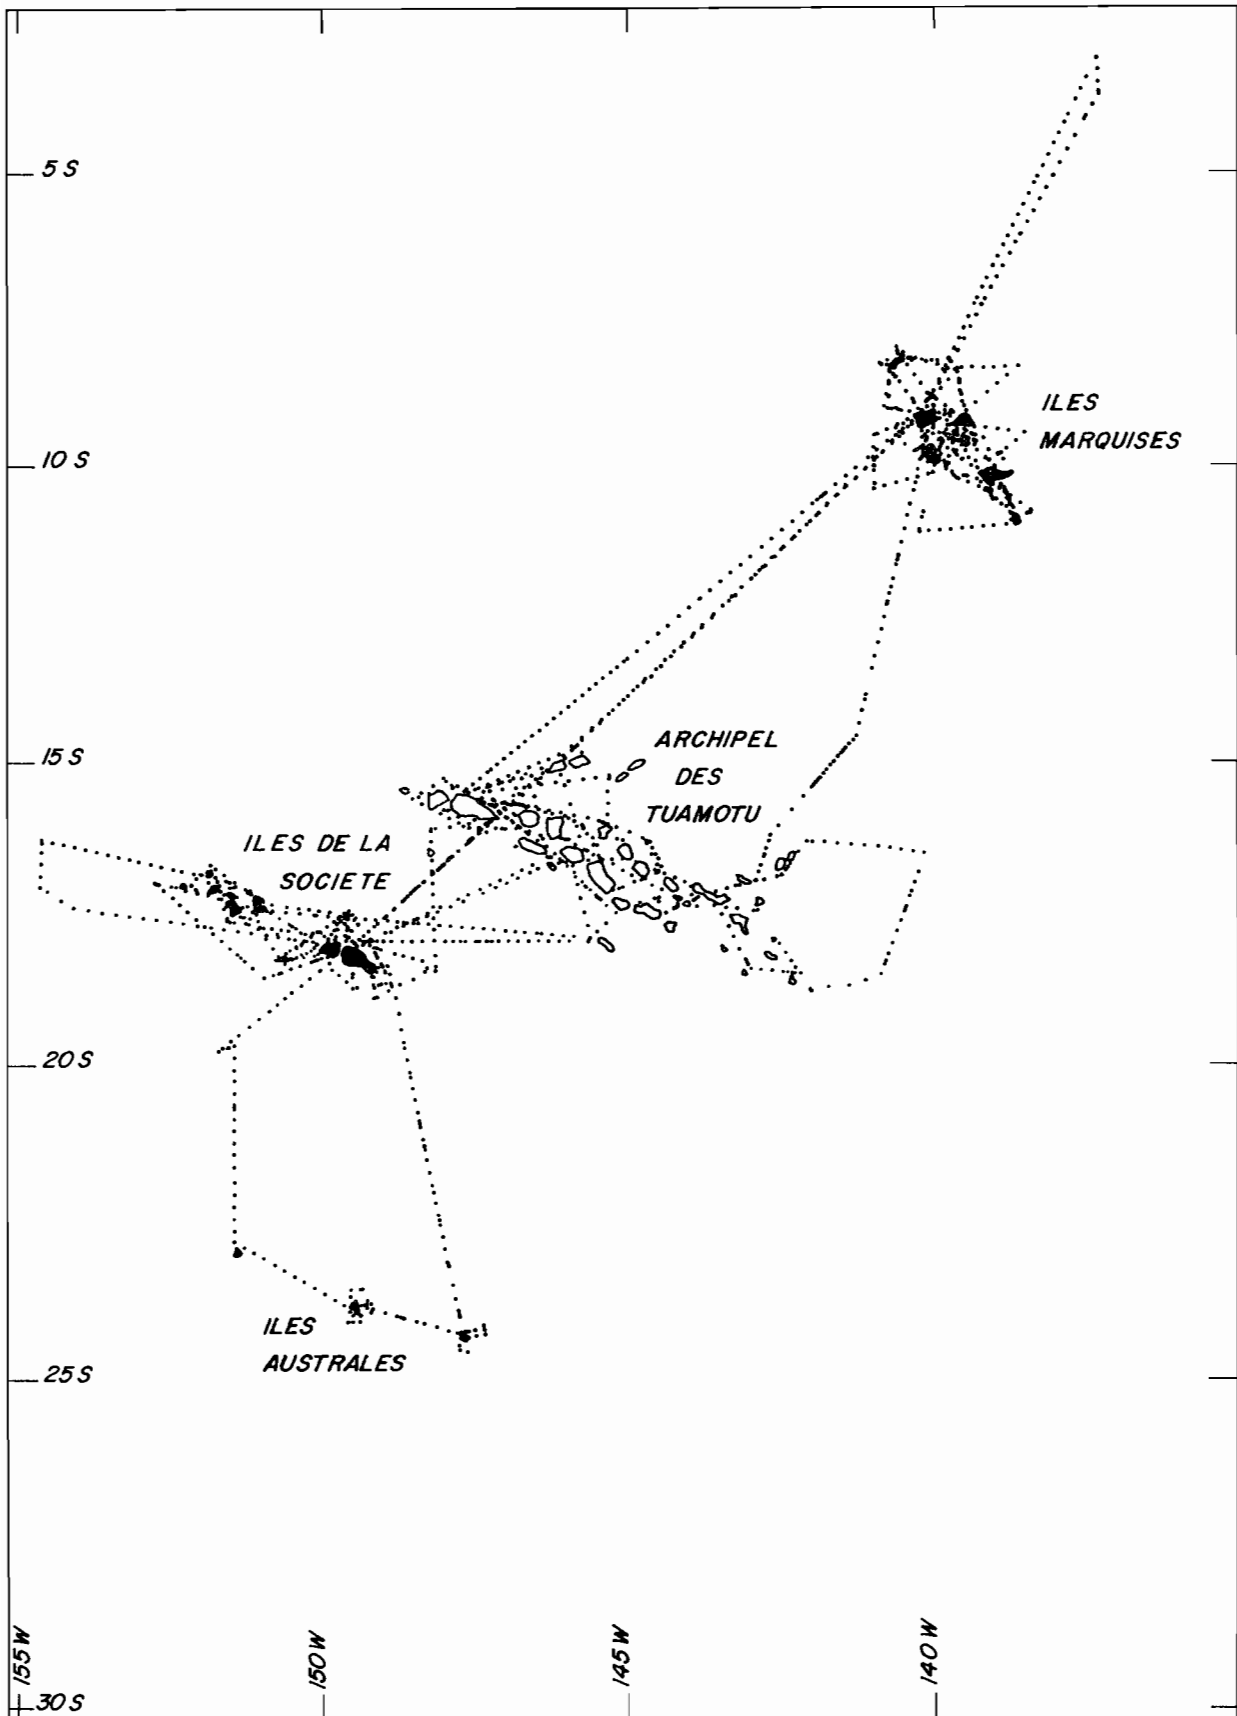 5 S
ILES
MARQUISES
10 S
ARCHIPEL
DES
TUAMOTU
15 S
ILES DE LA
SOCIETE
20 S
ILES
AUSTRALES
25 S
155 W
150 W
145 W
140 W
30 S